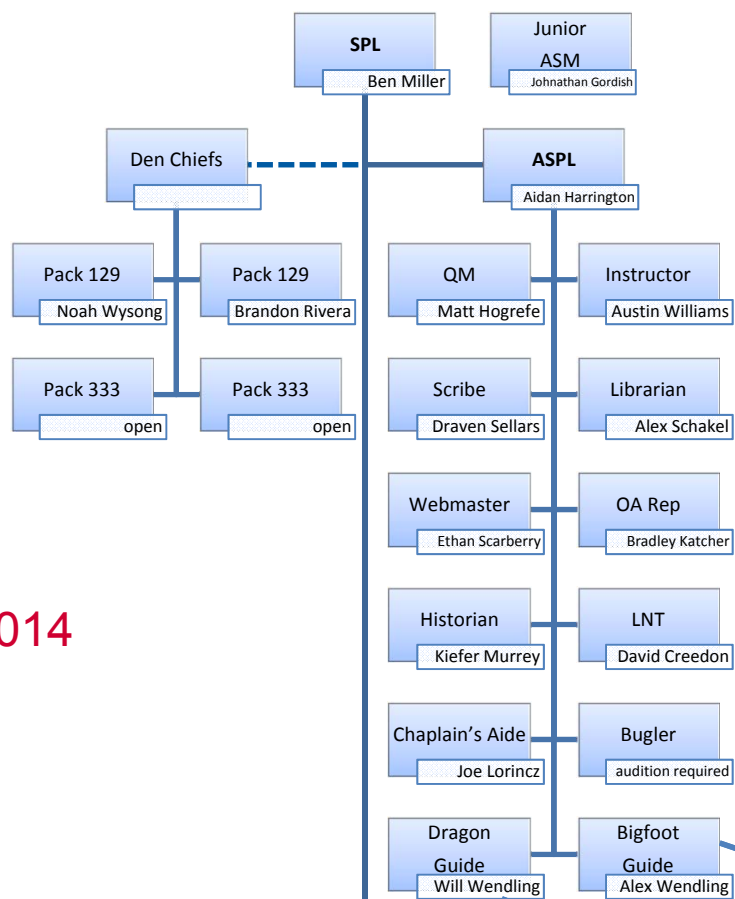 SPL
Ben Miller
Junior
ASM
Johnathan Gordish
Den Chiefs
ASPL
Aidan Harrington
Pack 129
Noah Wysong
Pack 129
Brandon Rivera
QM
Matt Hogrefe
Instructor
Austin Williams
Pack 333
open
Pack 333
open
Scribe
Draven Sellars
Librarian
Alex Schakel
Webmaster
Ethan Scarberry
OA Rep
Bradley Katcher
014
Historian
Kiefer Murrey
LNT
David Creedon
Chaplain’s Aide
Joe Lorincz
Bugler
audition required
Dragon
Guide
Will Wendling
Bigfoot
Guide
Alex Wendling